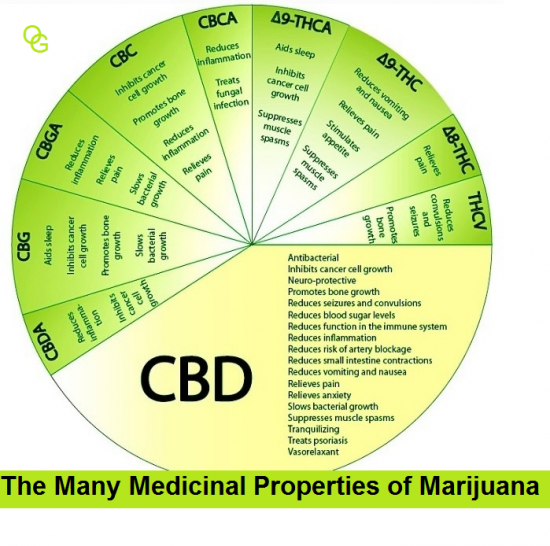 OG
CBCA
Reduces
inflammation
Treats
fungal
infection
Δ9-THCA
Aids sleep
Inhibits
cancer cell
growth
Suppresses
muscle
spasms
Δ9-THC
Reduces vomiting
and nausea
Relieves pain
Stimulates
appetite
Suppresses
muscle
spasms
Δ8-THC
Relieves
pain
THCV
Reduces
convulsions
and
seizures
Promotes
bone
growth
CBC
Inhibits cancer
cell growth
Promotes bone
growth
Reduces
inflammation
Relieves
pain
CBGA
Reduces
inflammation
Relieves
pain
Slows
bacterial
growth
CBG
Aids sleep
Inhibits cancer
cell growth
Promotes bone
growth
Slows
bacterial
growth
CBDA
Reduces
inflamma-
tion
Inhibits
cancer
cell
growth
CBD
Antibacterial
Inhibits cancer cell growth
Neuro-protective
Promotes bone growth
Reduces seizures and convulsions
Reduces blood sugar levels
Reduces function in the immune system
Reduces inflammation
Reduces risk of artery blockage
Reduces small intestine contractions
Reduces vomiting and nausea
Relieves pain
Relieves anxiety
Slows bacterial growth
Suppresses muscle spasms
Tranquilizing
Treats psoriasis
Vasorelaxant
The Many Medicinal Properties of Marijuana